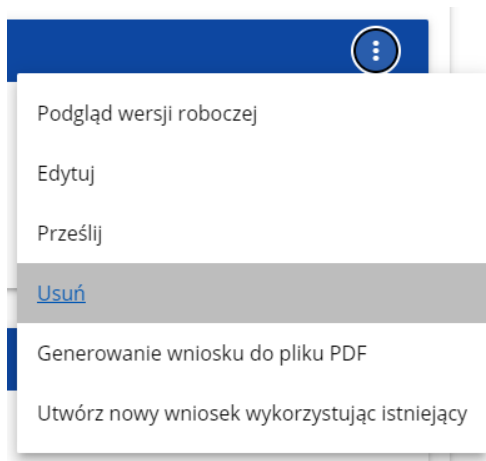 Podgląd wersji roboczej
Edytuj
Prześlij
Usuń
Generowanie wniosku do pliku PDF
Utwórz nowy wniosek wykorzystując istniejący